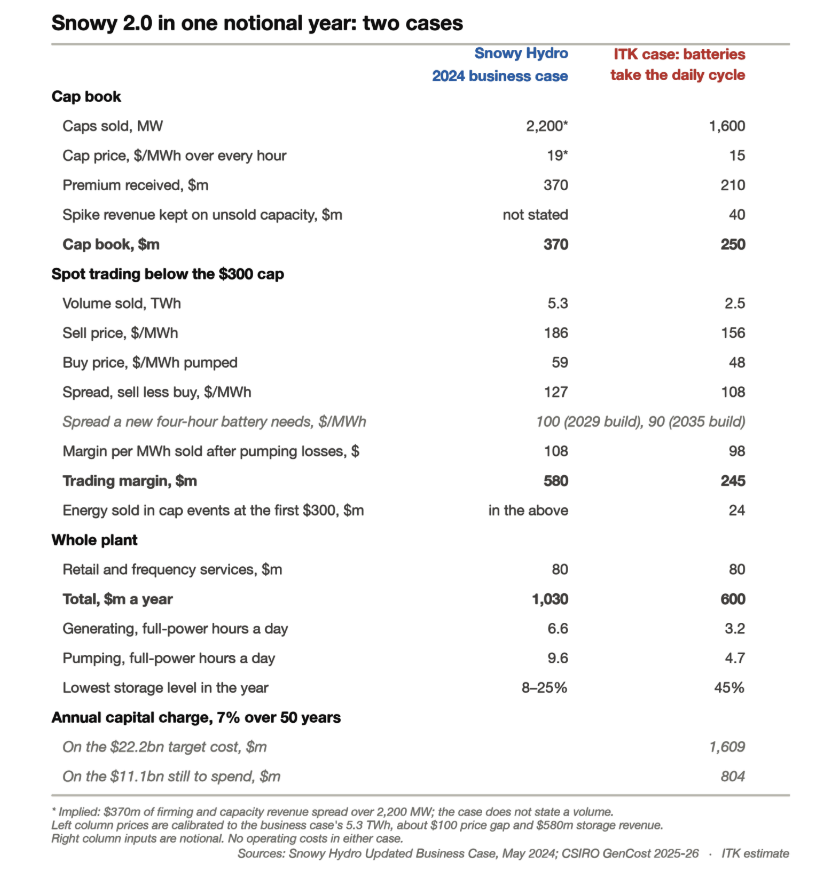 Snowy 2.0 in one notional year: two cases
Snowy Hydro ITK case: batteries
2024 business case take the daily cycle
Cap book
Caps sold, MW 2,200* 1,600
Cap price, $/MWh over every hour 19* 15
Premium received, $m 370 210
Spike revenue kept on unsold capacity, $m not stated 40
Cap book, $m 370 250
Spot trading below the $300 cap
Volume sold, TWh 5.3 2.5
Sell price, $/MWh 186 156
Buy price, $/MWh pumped 59 48
Spread, sell less buy, $/MWh 127 108
Spread a new four-hour battery needs, $/MWh 100 (2029 build), 90 (2035 build)
Margin per MWh sold after pumping losses, $ 108 98
Trading margin, $m 580 245
Energy sold in cap events at the first $300, $m in the above 24
Whole plant
Retail and frequency services, $m 80 80
Total, $m a year 1,030 600
Generating, full-power hours a day 6.6 3.2
Pumping, full-power hours a day 9.6 4.7
Lowest storage level in the year 8–25% 45%
Annual capital charge, 7% over 50 years
On the $22.2bn target cost, $m 1,609
On the $11.1bn still to spend, $m 804
* Implied: $370m of firming and capacity revenue spread over 2,200 MW; the case does not state a volume.
Left column prices are calibrated to the business case's 5.3 TWh, about $100 price gap and $580m storage revenue.
Right column inputs are notional. No operating costs in either case.
Sources: Snowy Hydro Updated Business Case, May 2024; CSIRO GenCost 2025-26 · ITK estimate